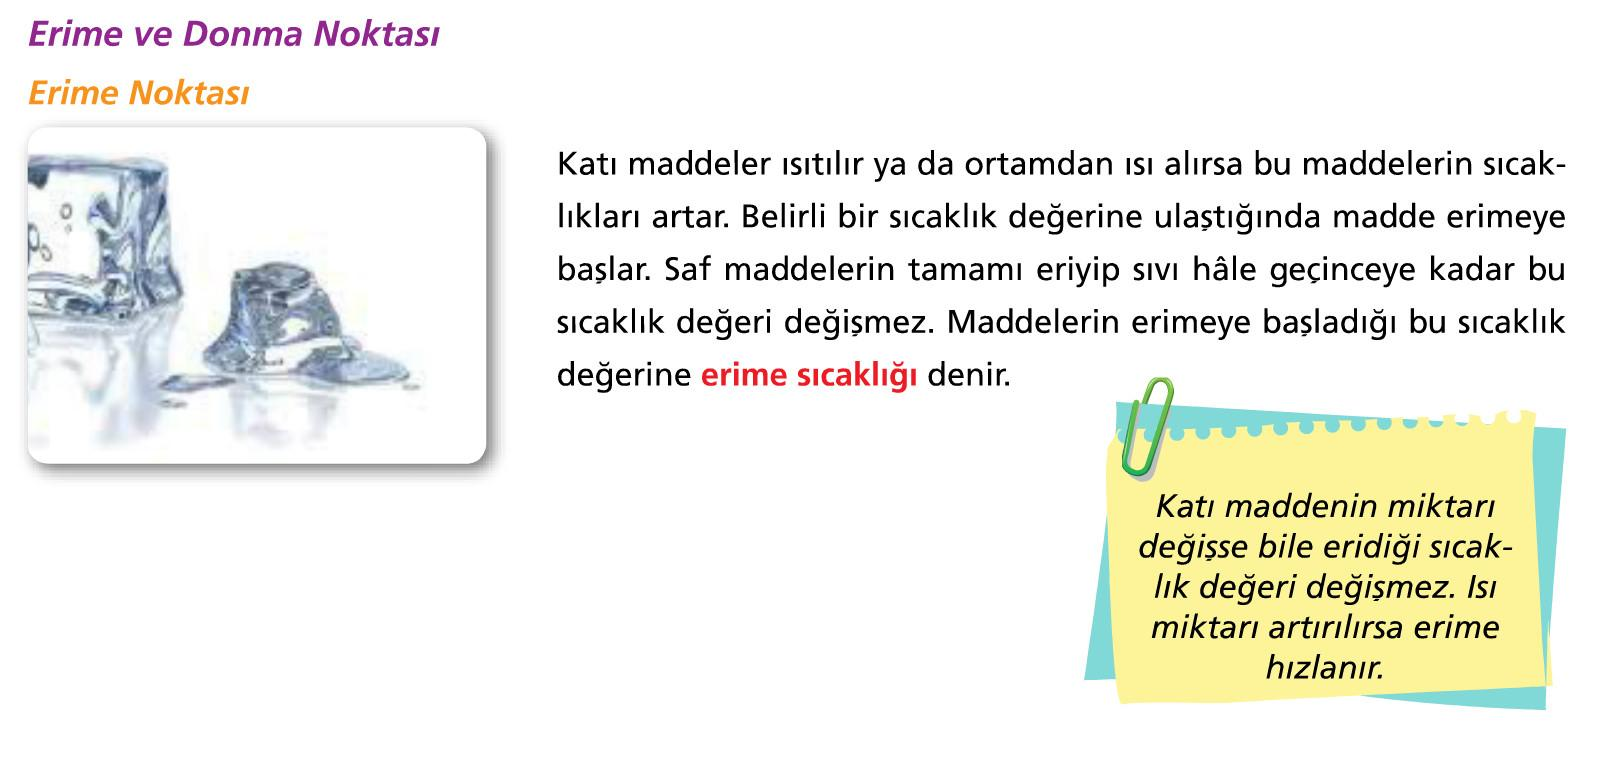 Erime ve Donma Noktası
Erime Noktası
Katı maddeler ısıtılır ya da ortamdan ısı alırsa bu maddelerin sıcak-
lıkları artar. Belirli bir sıcaklık değerine ulaştığında madde erimeye
başlar. Saf maddelerin tamamı eriyip sıvı hâle geçinceye kadar bu
sıcaklık değeri değişmez. Maddelerin erimeye başladığı bu sıcaklık
değerine erime sıcaklığı denir.
Katı maddenin miktarı
değişse bile eridiği sıcak-
lık değeri değişmez. Isı
miktarı artırılırsa erime
hızlanır.